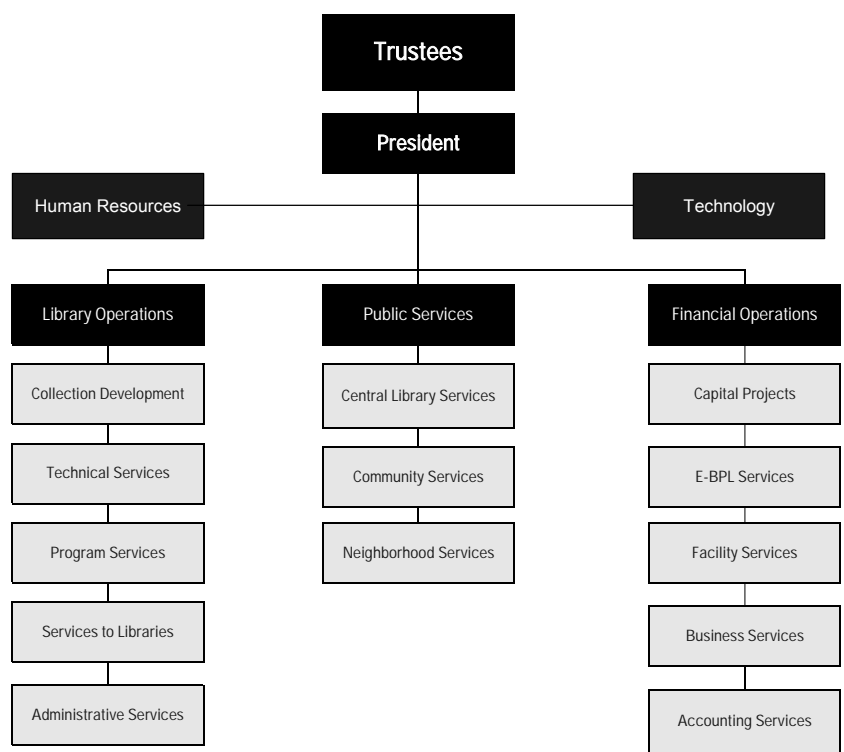 Trustees
President
Human Resources
Technology
Library Operations
Public Services
Financial Operations
Collection Development
Central Library Services
Capital Projects
Technical Services
Community Services
E-BPL Services
Program Services
Neighborhood Services
Facility Services
Services to Libraries
Business Services
Administrative Services
Accounting Services